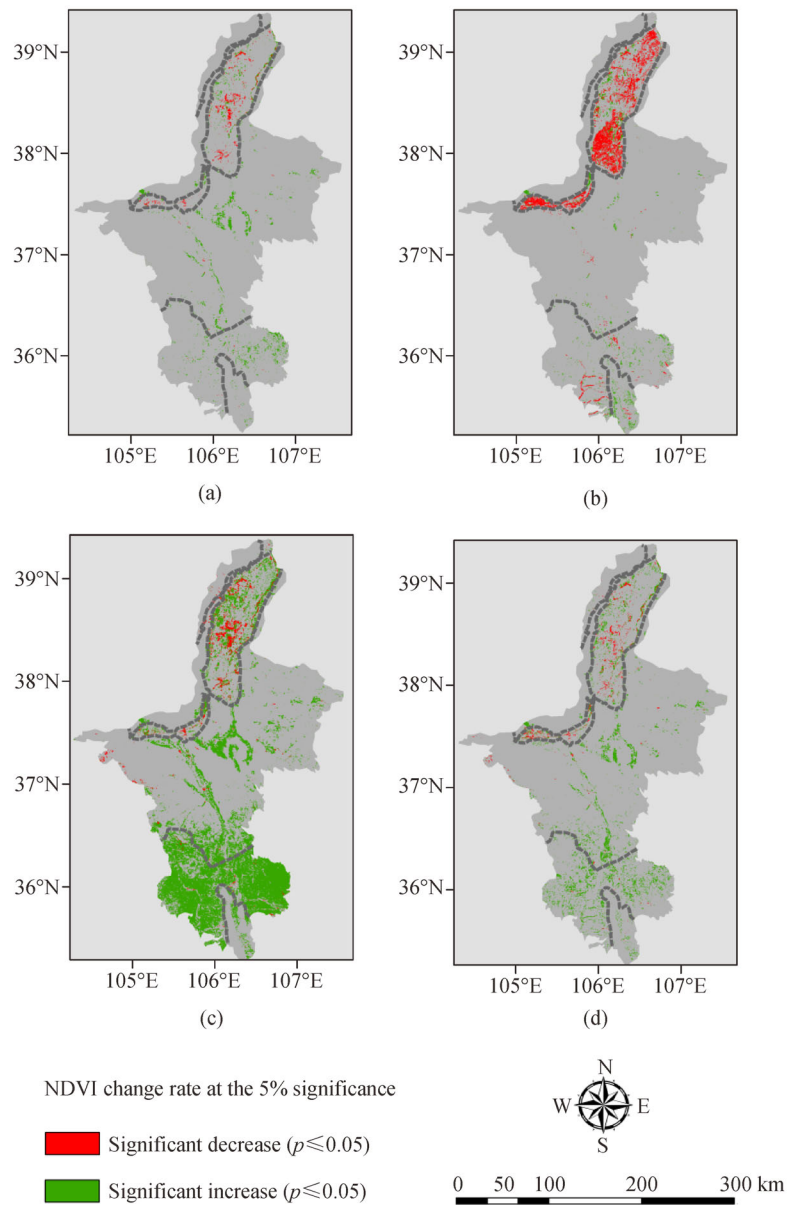 39°N
38°N
37°N
36°N
105°E 106°E 107°E
(a)
39°N
38°N
37°N
36°N
105°E 106°E 107°E
(b)
39°N
38°N
37°N
36°N
105°E 106°E 107°E
(c)
39°N
38°N
37°N
36°N
105°E 106°E 107°E
(d)
NDVI change rate at the 5% significance
Significant decrease (p≤0.05)
Significant increase (p≤0.05)
N
W E
S
0 50 100 200 300 km